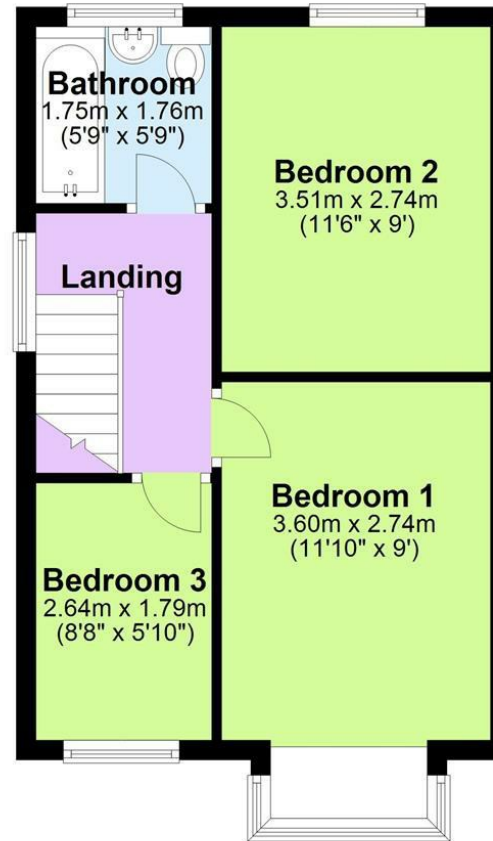 Bathroom
1.75m x 1.76m
(5'9" x 5'9")
Bedroom 2
3.51m x 2.74m
(11'6" x 9')
Landing
Bedroom 1
3.60m x 2.74m
(11'10" x 9')
Bedroom 3
2.64m x 1.79m
(8'8" x 5'10")